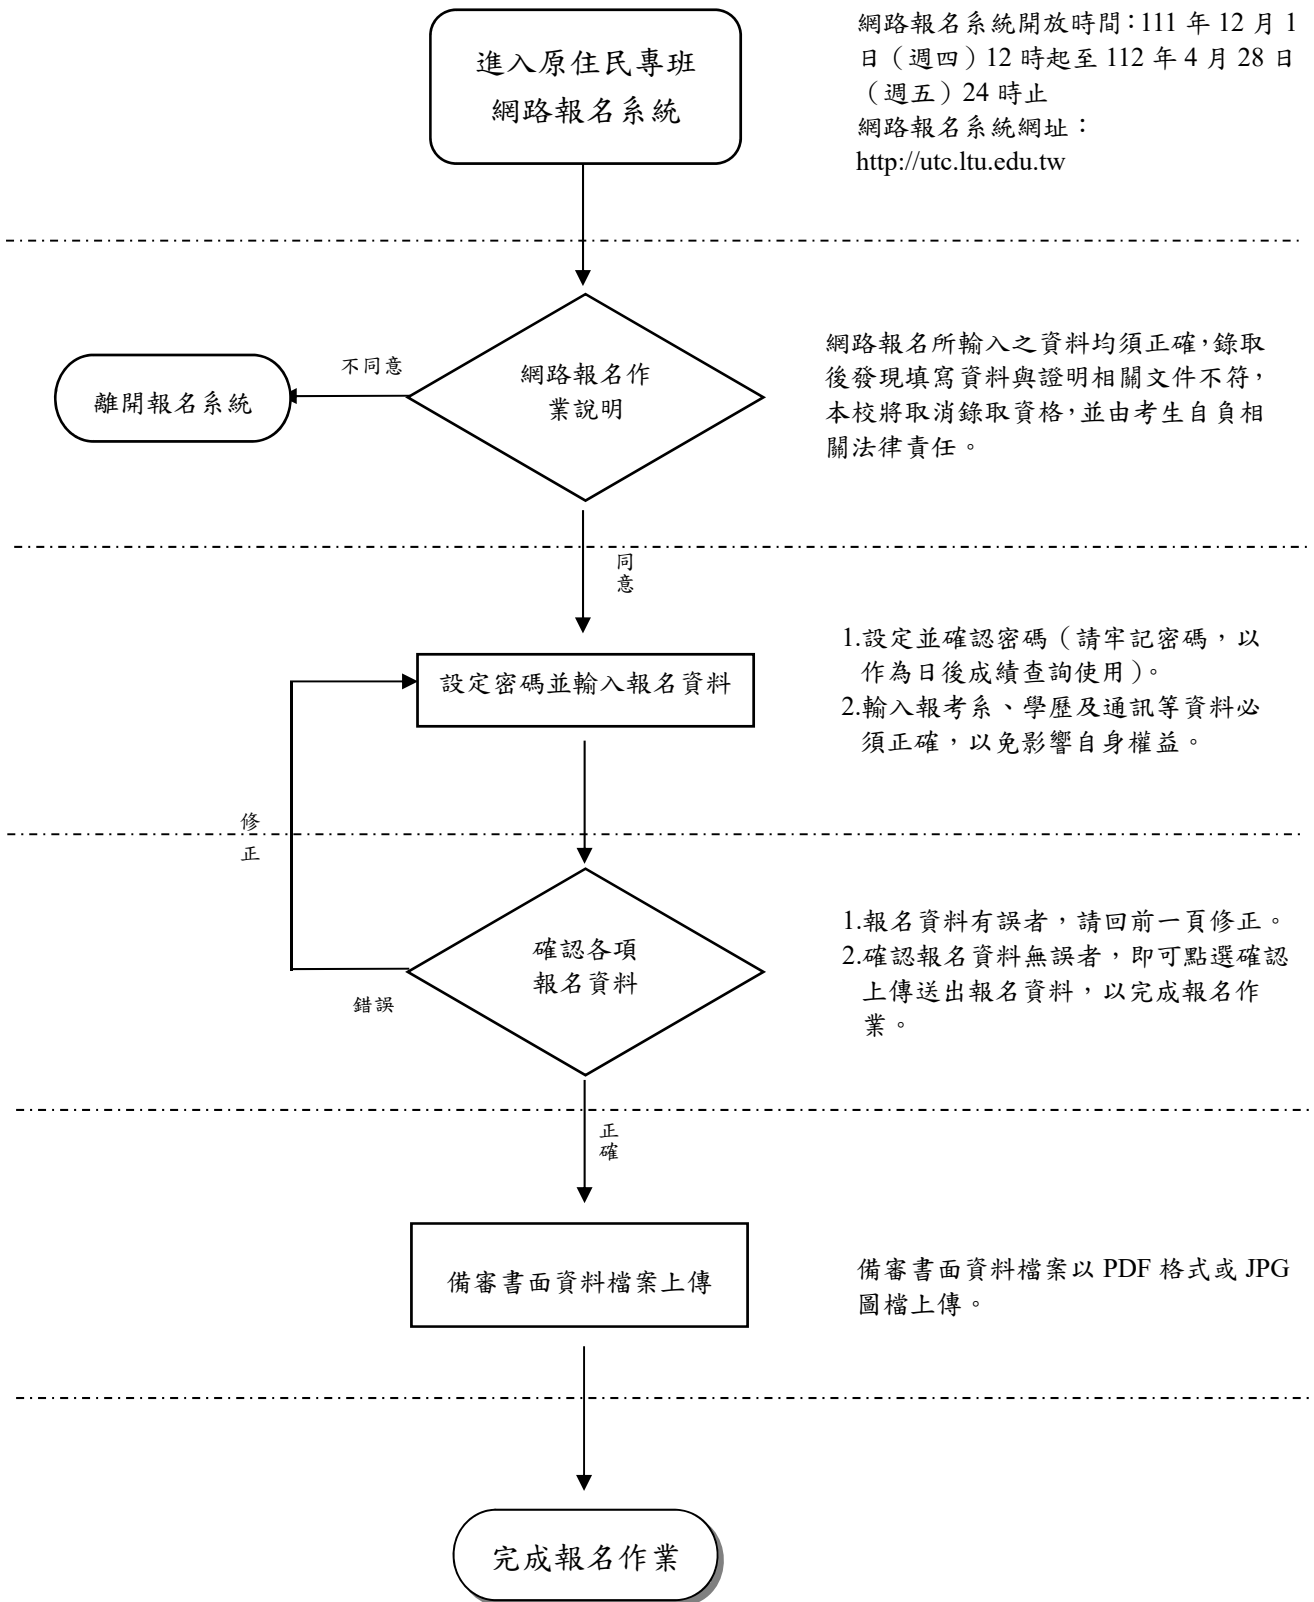 進入原住民專班
網路報名系統
網路報名系統開放時間：111 年 12 月 1
日（週四）12 時起至 112 年 4 月 28 日
（週五）24 時止
網路報名系統網址：
http://utc.ltu.edu.tw
離開報名系統
不同意
網路報名作
業說明
網路報名所輸入之資料均須正確，錄取
後發現填寫資料與證明相關文件不符，
本校將取消錄取資格，並由考生自負相
關法律責任。
同
意
設定密碼並輸入報名資料
1.設定並確認密碼（請牢記密碼，以
作為日後成績查詢使用）。
2.輸入報考系、學歷及通訊等資料必
須正確，以免影響自身權益。
修
正
確認各項
報名資料
錯誤
1.報名資料有誤者，請回前一頁修正。
2.確認報名資料無誤者，即可點選確認
上傳送出報名資料，以完成報名作
業。
正
確
備審書面資料檔案上傳
備審書面資料檔案以 PDF 格式或 JPG
圖檔上傳。
完成報名作業